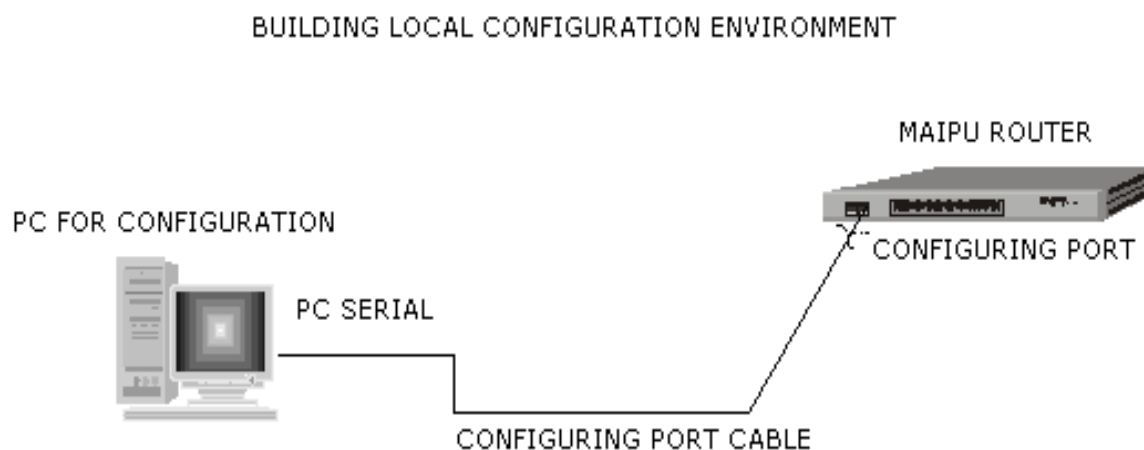 BUILDING LOCAL CONFIGURATION ENVIRONMENT
MAIPU ROUTER
PC FOR CONFIGURATION
CONFIGURING PORT
PC SERIAL
CONFIGURING PORT CABLE